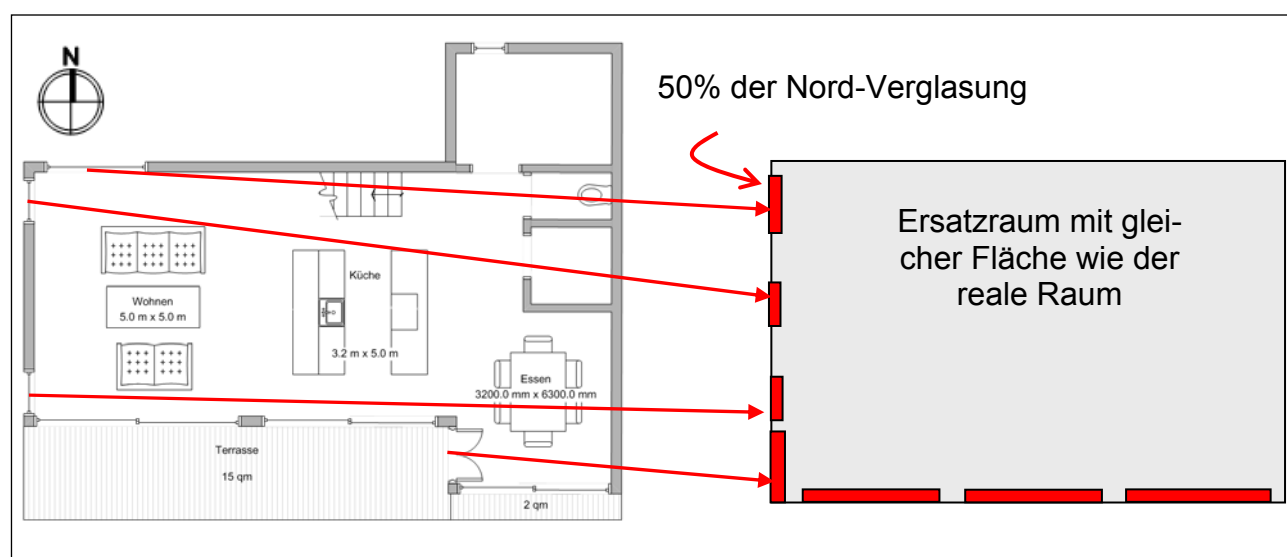 N
50% der Nord-Verglasung
Ersatzraum mit glei-
cher Fläche wie der
reale Raum
Küche
Wohnen
5.0 m x 5.0 m
3.2 m x 5.0 m
Essen
3200.0 mm x 6300.0 mm
Terrasse
15 qm
2 qm